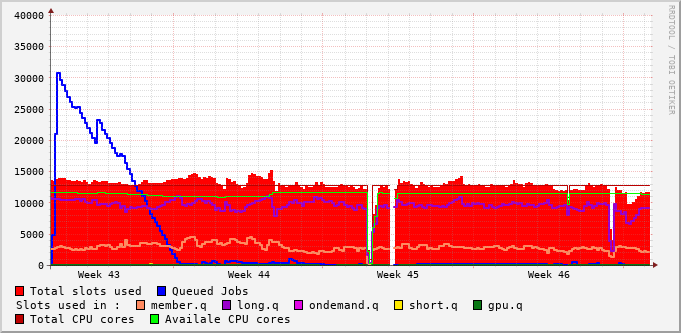 RRDTOOL / TOBI OETIKER
40000
35000
30000
25000
20000
15000
10000
5000
0
Week 43 Week 44 Week 45 Week 46
Total slots used Queued Jobs
Slots used in : member.q long.q ondemand.q short.q gpu.q
Total CPU cores Availale CPU cores